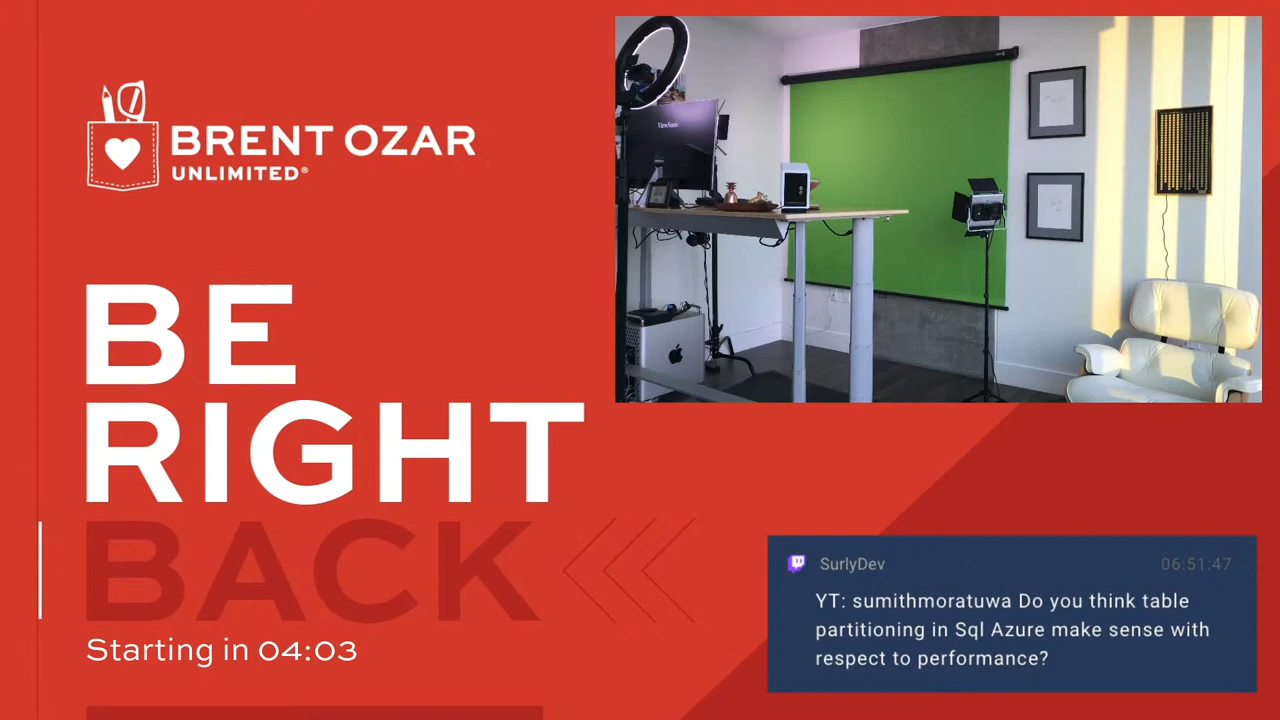 BRENT OZAR
UNLIMITED®
BE
RIGHT
BACK
Starting in 04:03
ViewSonic
SurlyDev
06:51:47
YT: sumithmoratuwa Do you think table
partitioning in Sql Azure make sense with
respect to performance?